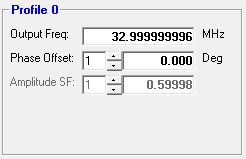 Profile 0
Output Freq: 32.999999996 MHz
Phase Offset: 1 0.000 Deg
Amplitude SF: 1 0.59998